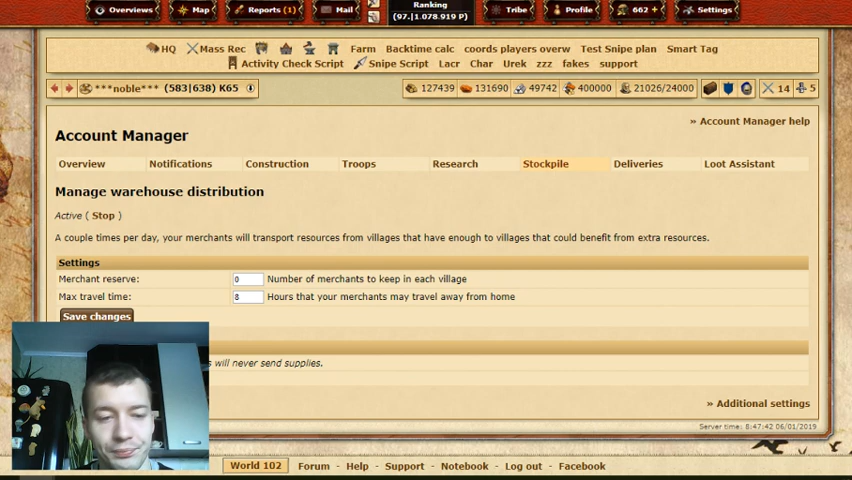 Overviews Map Reports (1) Mail Ranking Tribe Profile 662 + Settings
(97.|1.078.919 P)
HQ Mass Rec Farm Backtime calc coords players overw Test Snipe plan Smart Tag
Activity Check Script Snipe Script Lacr Char Urek zzz fakes support
***noble*** (583|638) K65 127439 131690 49742 400000 21026/24000 14 5
» Account Manager help
Account Manager
Overview Notifications Construction Troops Research Stockpile Deliveries Loot Assistant
Manage warehouse distribution
Active ( Stop )
A couple times per day, your merchants will transport resources from villages that have enough to villages that could benefit from extra resources.
Settings
Merchant reserve: 0 Number of merchants to keep in each village
Max travel time: 8 Hours that your merchants may travel away from home
Save changes
will never send supplies.
» Additional settings
Server time: 8:47:42 06/01/2019
World 102 Forum - Help - Support - Notebook - Log out - Facebook